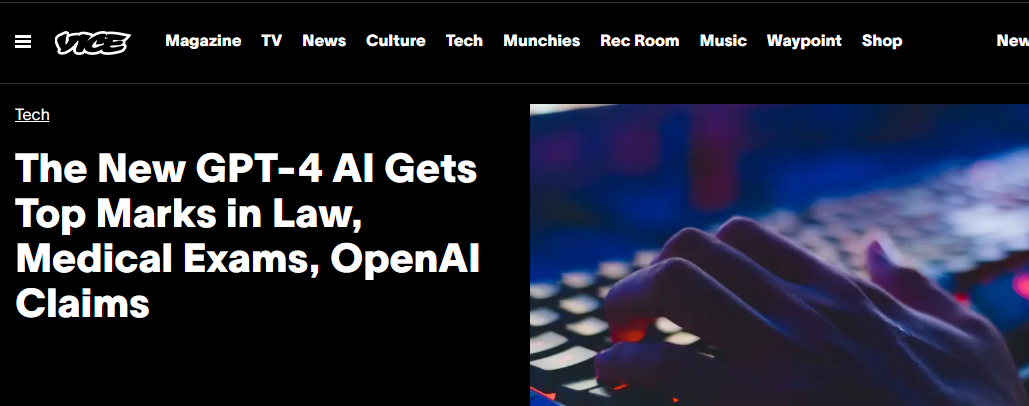 VICE Magazine TV News Culture Tech Munchies Rec Room Music Waypoint Shop New
Tech
The New GPT-4 AI Gets
Top Marks in Law,
Medical Exams, OpenAI
Claims